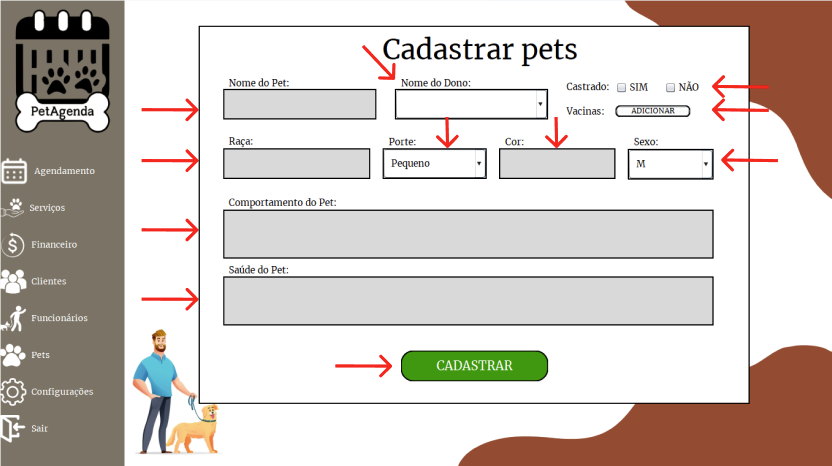 PetAgenda
Agendamento
Serviços
Financeiro
Clientes
Funcionários
Pets
Configurações
Sair
Cadastrar pets
Nome do Pet:
Nome do Dono:
Castrado: SIM NÃO
Vacinas: ADICIONAR
Raça:
Porte:
Cor:
Sexo:
Pequeno
M
Comportamento do Pet:
Saúde do Pet:
CADASTRAR